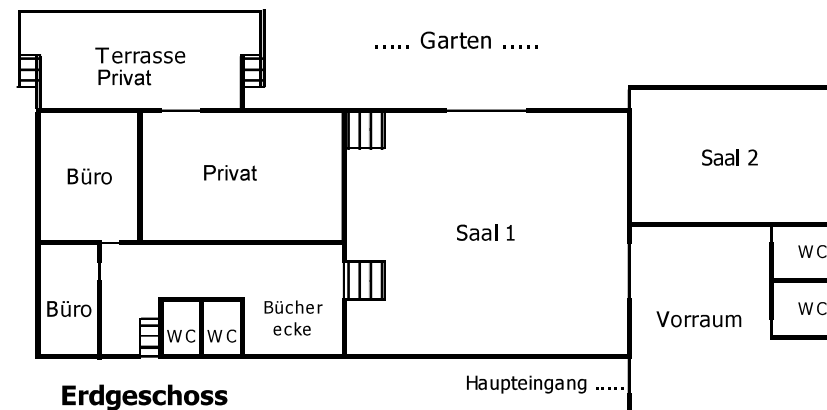 ..... Garten .....
Terrasse
Privat
Saal 2
Büro
Privat
Saal 1
WC
Büro
WC
WC
Bücher
ecke
WC
Vorraum
Haupteingang .....
Erdgeschoss